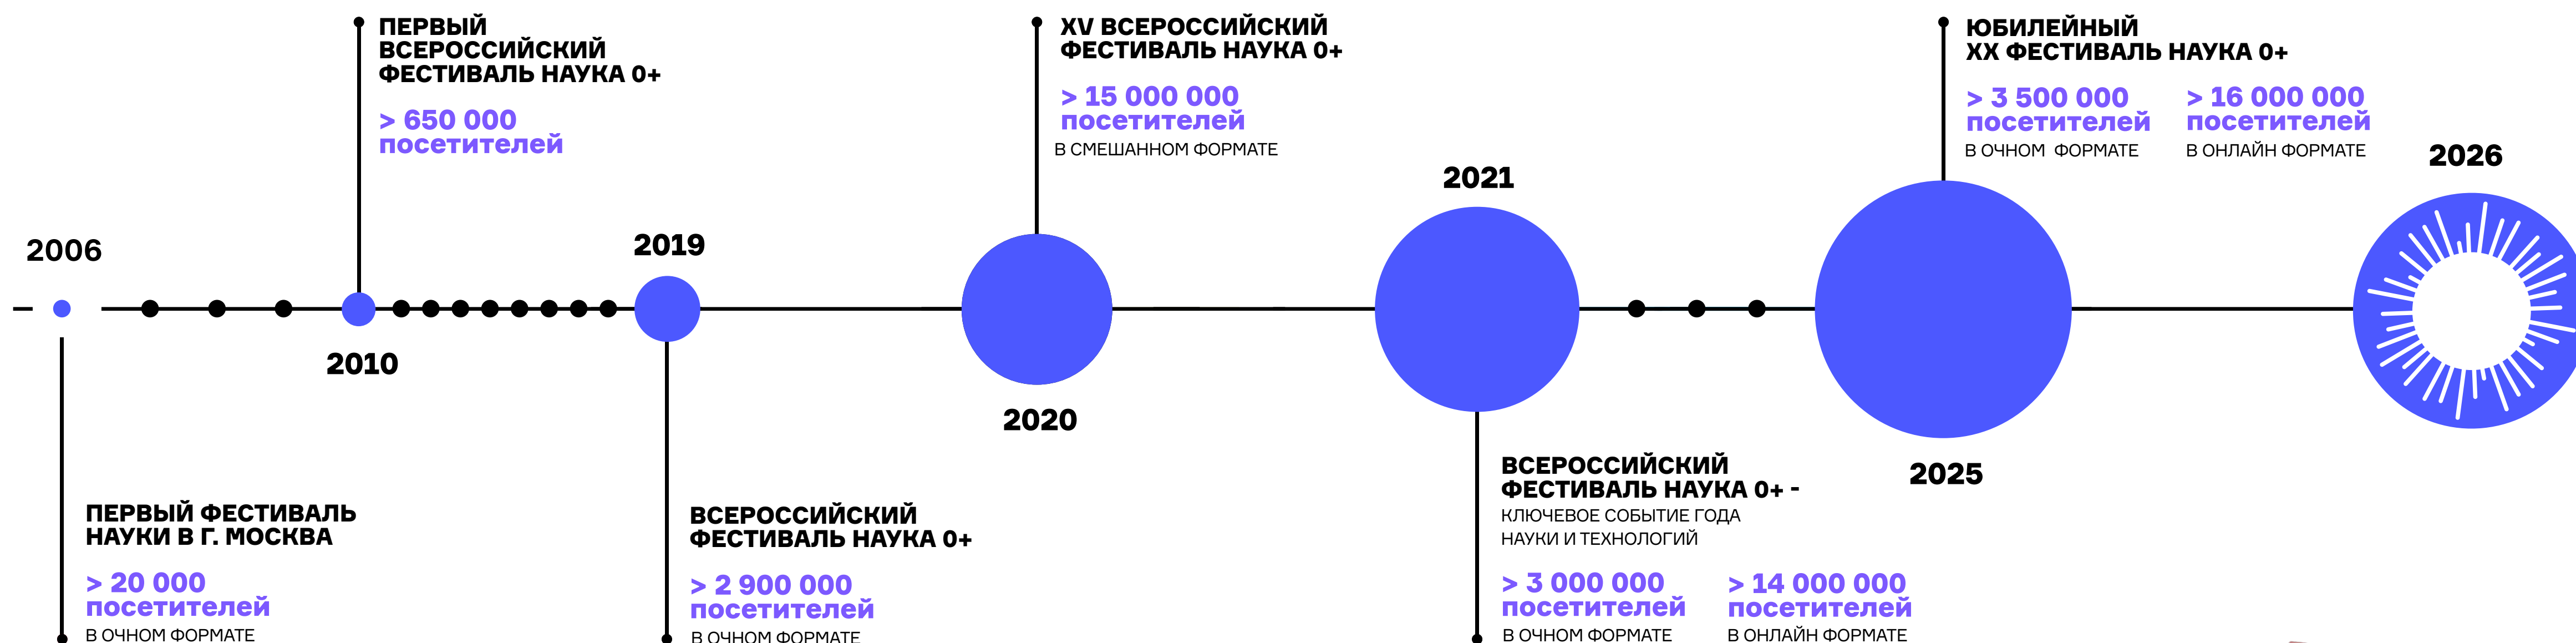 2006
ПЕРВЫЙ ФЕСТИВАЛЬ
НАУКИ В Г. МОСКВА
> 20 000
посетителей
В ОЧНОМ ФОРМАТЕ
ПЕРВЫЙ
ВСЕРОССИЙСКИЙ
ФЕСТИВАЛЬ НАУКА 0+
> 650 000
посетителей
2010
2019
ВСЕРОССИЙСКИЙ
ФЕСТИВАЛЬ НАУКА 0+
> 2 900 000
посетителей
В ОЧНОМ ФОРМАТЕ
XV ВСЕРОССИЙСКИЙ
ФЕСТИВАЛЬ НАУКА 0+
> 15 000 000
посетителей
В СМЕШАННОМ ФОРМАТЕ
2020
2021
ВСЕРОССИЙСКИЙ
ФЕСТИВАЛЬ НАУКА 0+ -
КЛЮЧЕВОЕ СОБЫТИЕ ГОДА
НАУКИ И ТЕХНОЛОГИЙ
> 3 000 000
посетителей
В ОЧНОМ ФОРМАТЕ
> 14 000 000
посетителей
В ОНЛАЙН ФОРМАТЕ
ЮБИЛЕЙНЫЙ
XX ФЕСТИВАЛЬ НАУКА 0+
> 3 500 000
посетителей
В ОЧНОМ ФОРМАТЕ
> 16 000 000
посетителей
В ОНЛАЙН ФОРМАТЕ
2025
2026